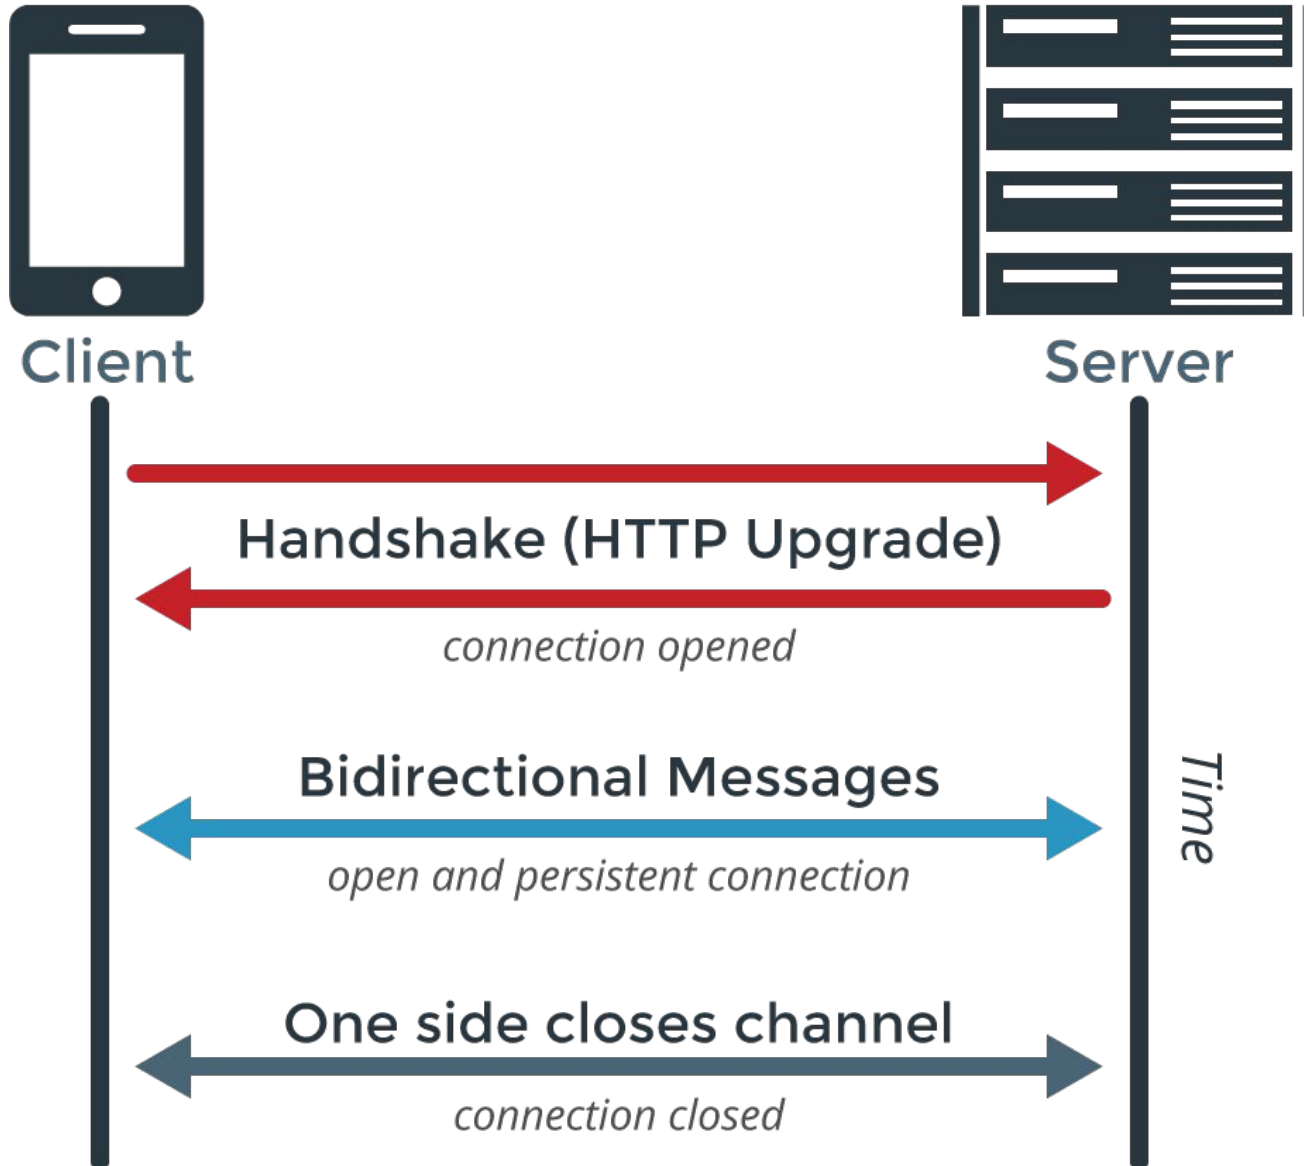 Client
Server
Handshake (HTTP Upgrade)
connection opened
Bidirectional Messages
open and persistent connection
Time
One side closes channel
connection closed